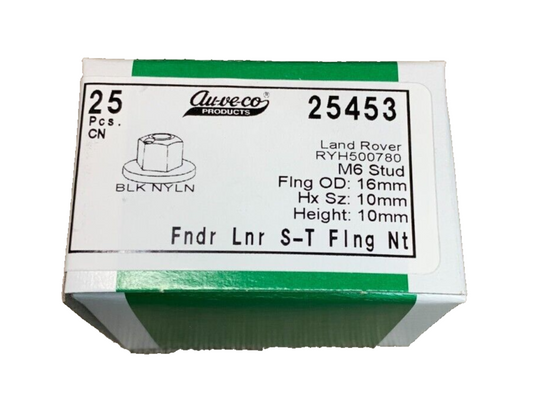 25
Pcs.
CN
au-ve-co®
PRODUCTS
25453
Land Rover
RYH500780
M6 Stud
Flng OD: 16mm
Hx Sz: 10mm
Height: 10mm
BLK NYLN
Fndr Lnr S-T Flng Nt